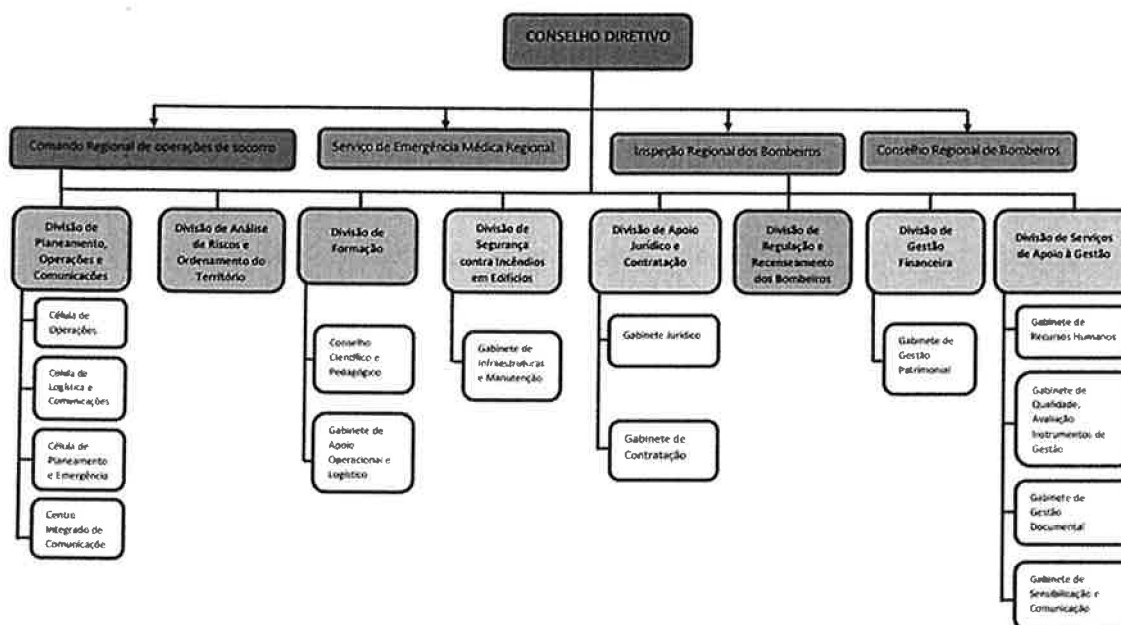 CONSELHO DIRETIVO
Comando Regional de operações de socorro
Serviço de Emergência Médica Regional
Inspeção Regional dos Bombeiros
Conselho Regional de Bombeiros
Divisão de
Planeamento,
Operações e
Comunicações
Divisão de Análise
de Riscos e
Ordenamento do
Território
Divisão de
Formação
Divisão de
Segurança
contra Incêndios
em Edifícios
Divisão de Apoio
Jurídico e
Contratação
Divisão de
Regulação e
Recenseamento
dos Bombeiros
Divisão de
Gestão
Financeira
Divisão de Serviços
de Apoio à Gestão
Célula de
Operações
Célula de
Logística e
Comunicações
Célula de
Planeamento
e Emergência
Centro
Integrado de
Comunicaçõe
Conselho
Científico e
Pedagógico
Gabinete de
Apoio
Operacional e
Logístico
Gabinete de
Infraestruturas
e Manutenção
Gabinete Jurídico
Gabinete de
Contratação
Gabinete de
Gestão
Patrimonial
Gabinete de
Recursos Humanos
Gabinete de
Qualidade,
Avaliação
Instrumentos de
Gestão
Gabinete de
Gestão
Documental
Gabinete de
Sensibilização e
Comunicação